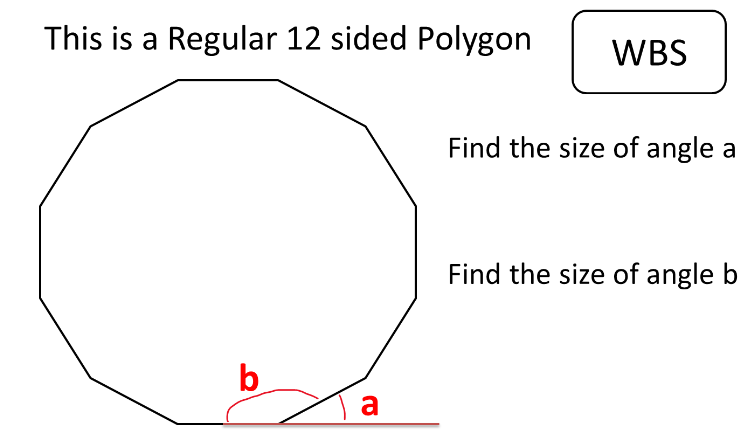 This is a Regular 12 sided Polygon
WBS
Find the size of angle a
Find the size of angle b
b
a